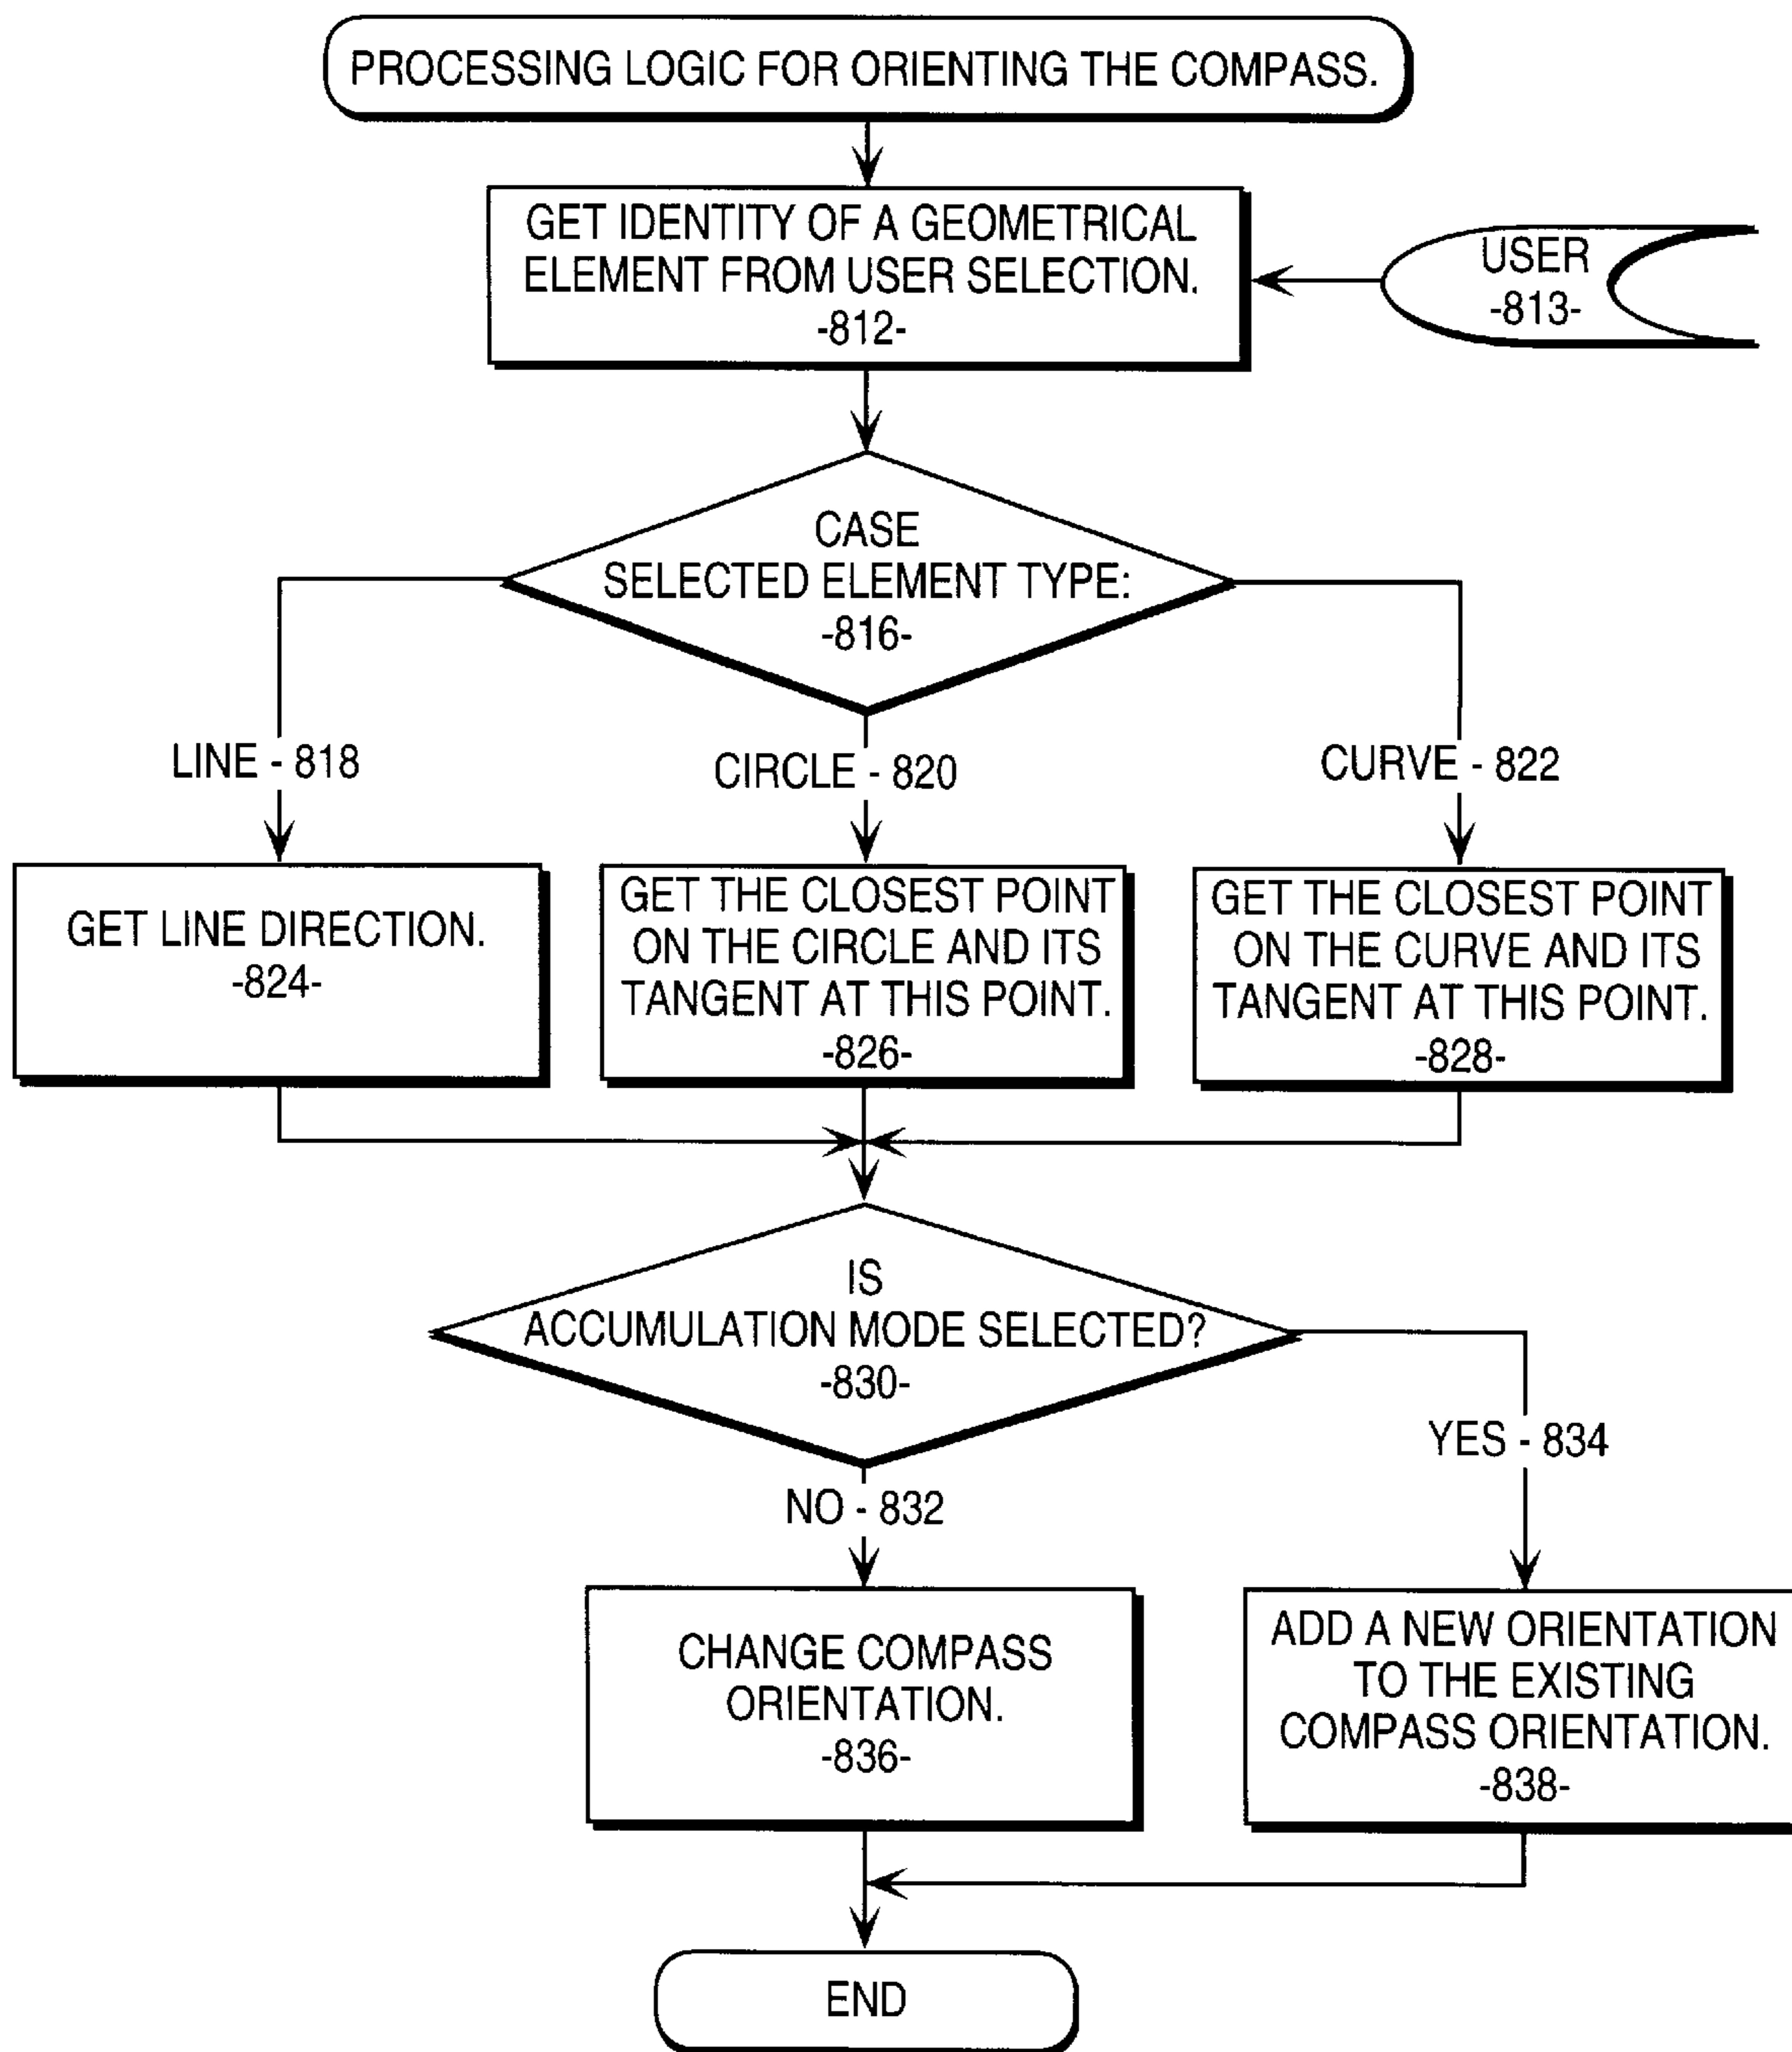 PROCESSING LOGIC FOR ORIENTING THE COMPASS.
GET IDENTITY OF A GEOMETRICAL
ELEMENT FROM USER SELECTION.
-812-
USER
-813-
CASE
SELECTED ELEMENT TYPE:
-816-
LINE - 818
CIRCLE - 820
CURVE - 822
GET LINE DIRECTION.
-824-
GET THE CLOSEST POINT
ON THE CIRCLE AND ITS
TANGENT AT THIS POINT.
-826-
GET THE CLOSEST POINT
ON THE CURVE AND ITS
TANGENT AT THIS POINT.
-828-
IS
ACCUMULATION MODE SELECTED?
-830-
YES - 834
NO - 832
CHANGE COMPASS
ORIENTATION.
-836-
ADD A NEW ORIENTATION
TO THE EXISTING
COMPASS ORIENTATION.
-838-
END